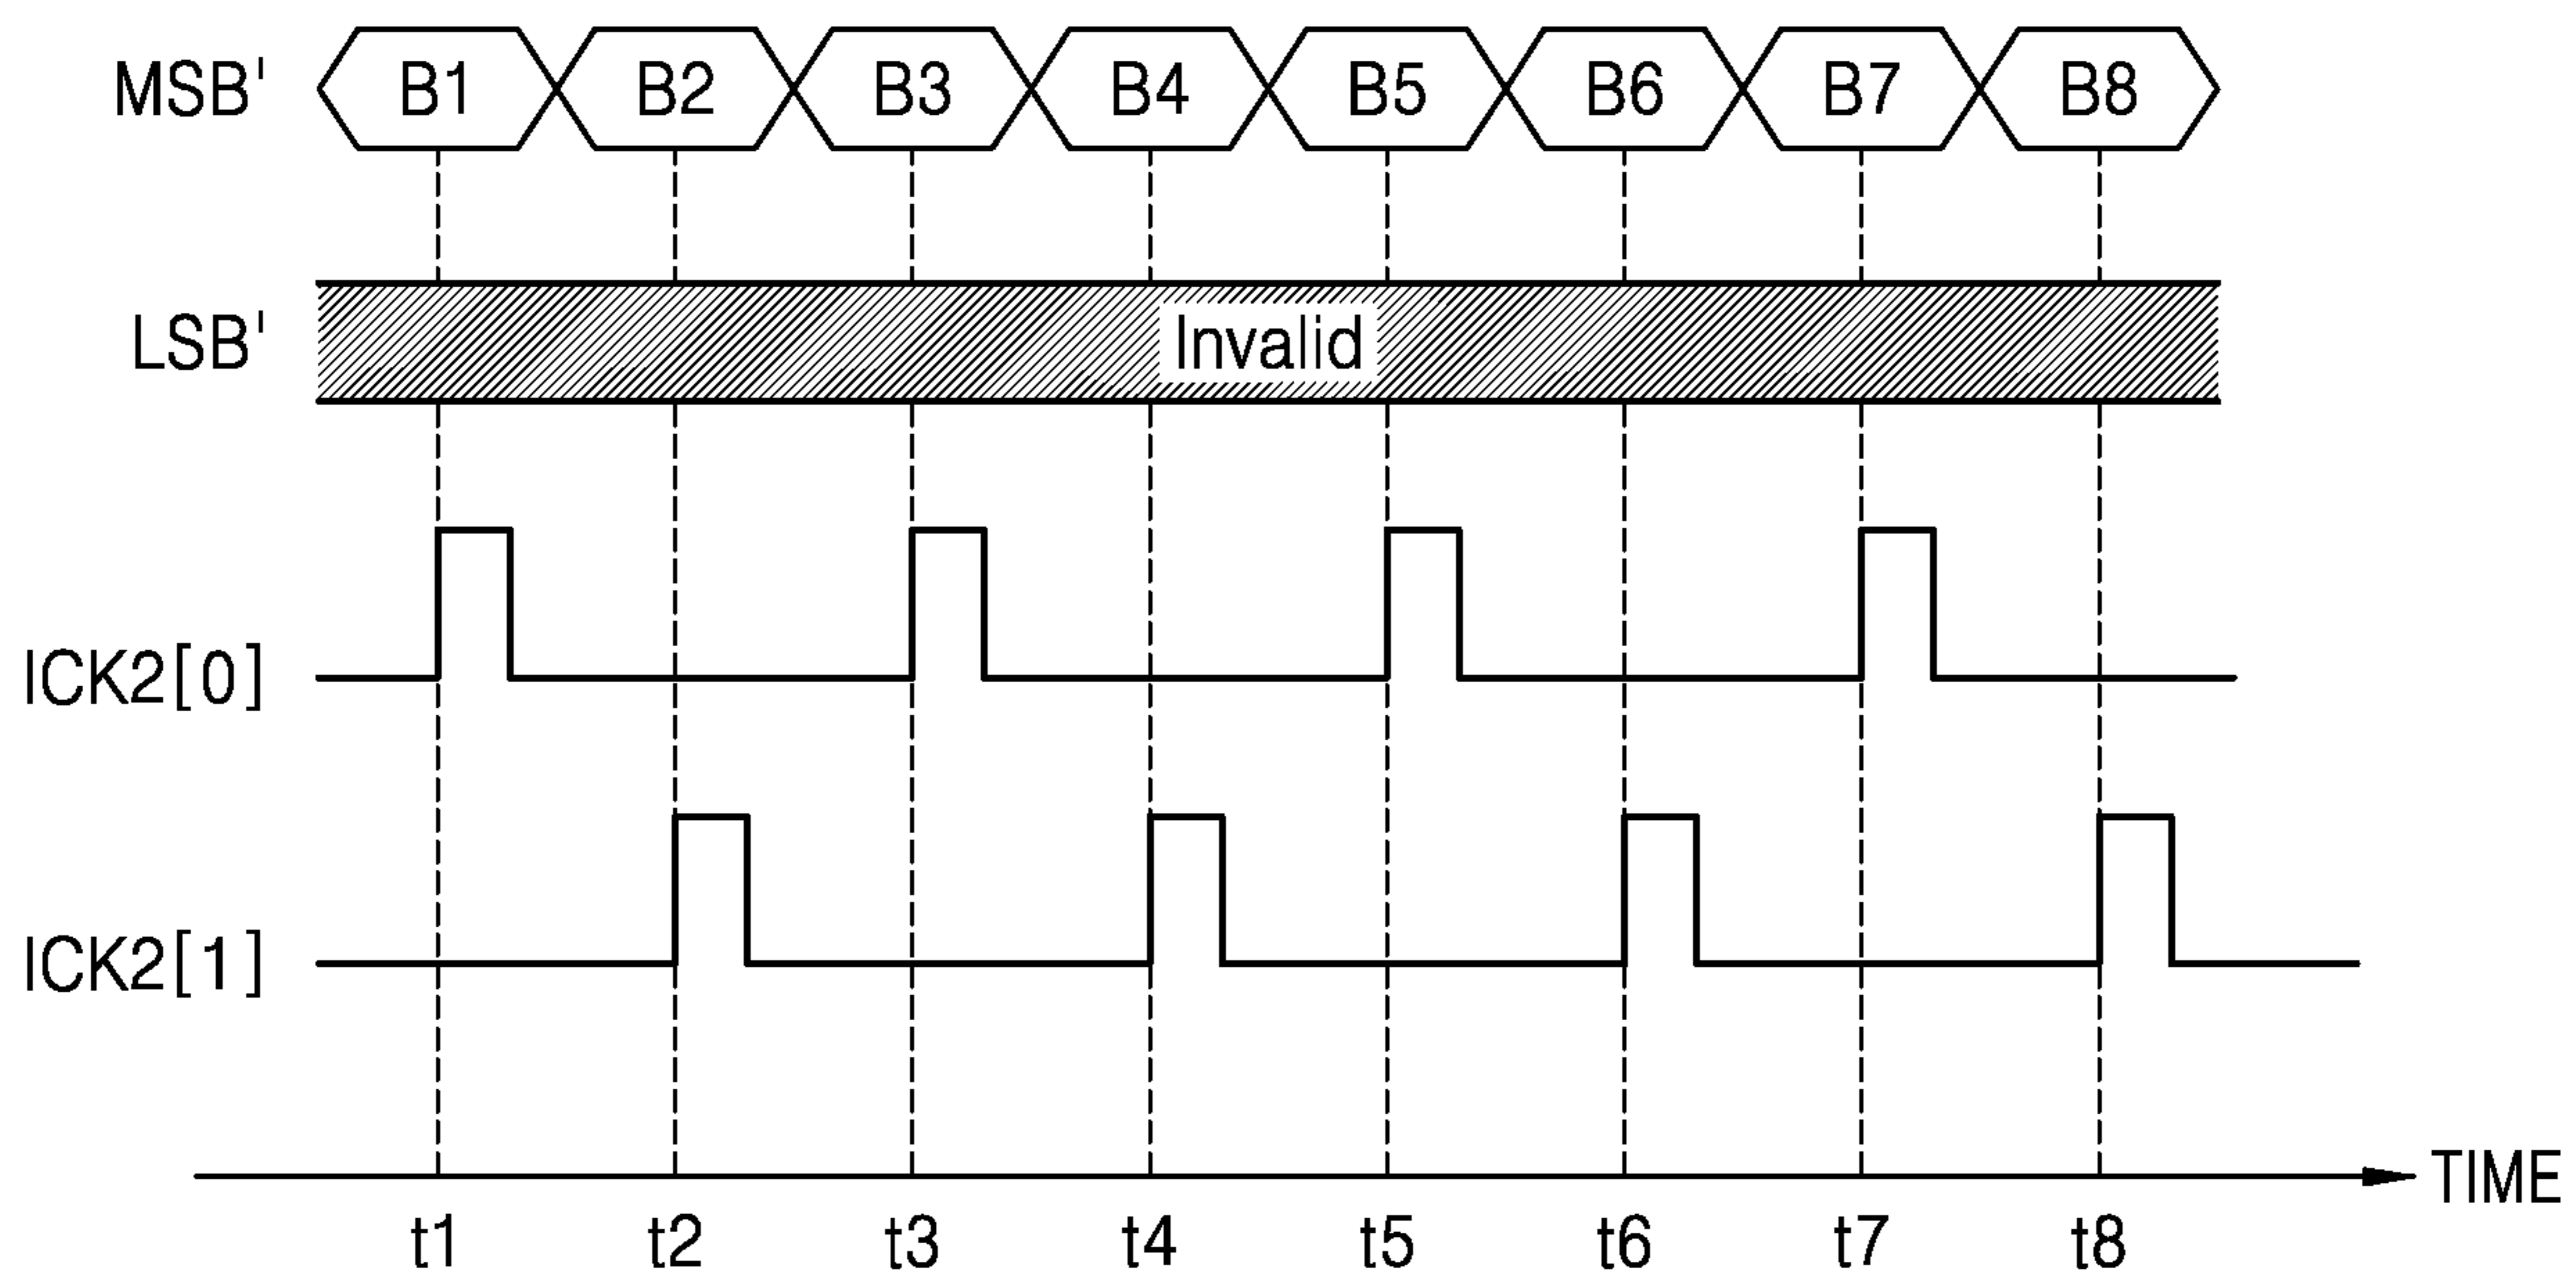 MSB' B1 B2 B3 B4 B5 B6 B7 B8
LSB' Invalid
ICK2[0]
ICK2[1]
TIME
t1 t2 t3 t4 t5 t6 t7 t8